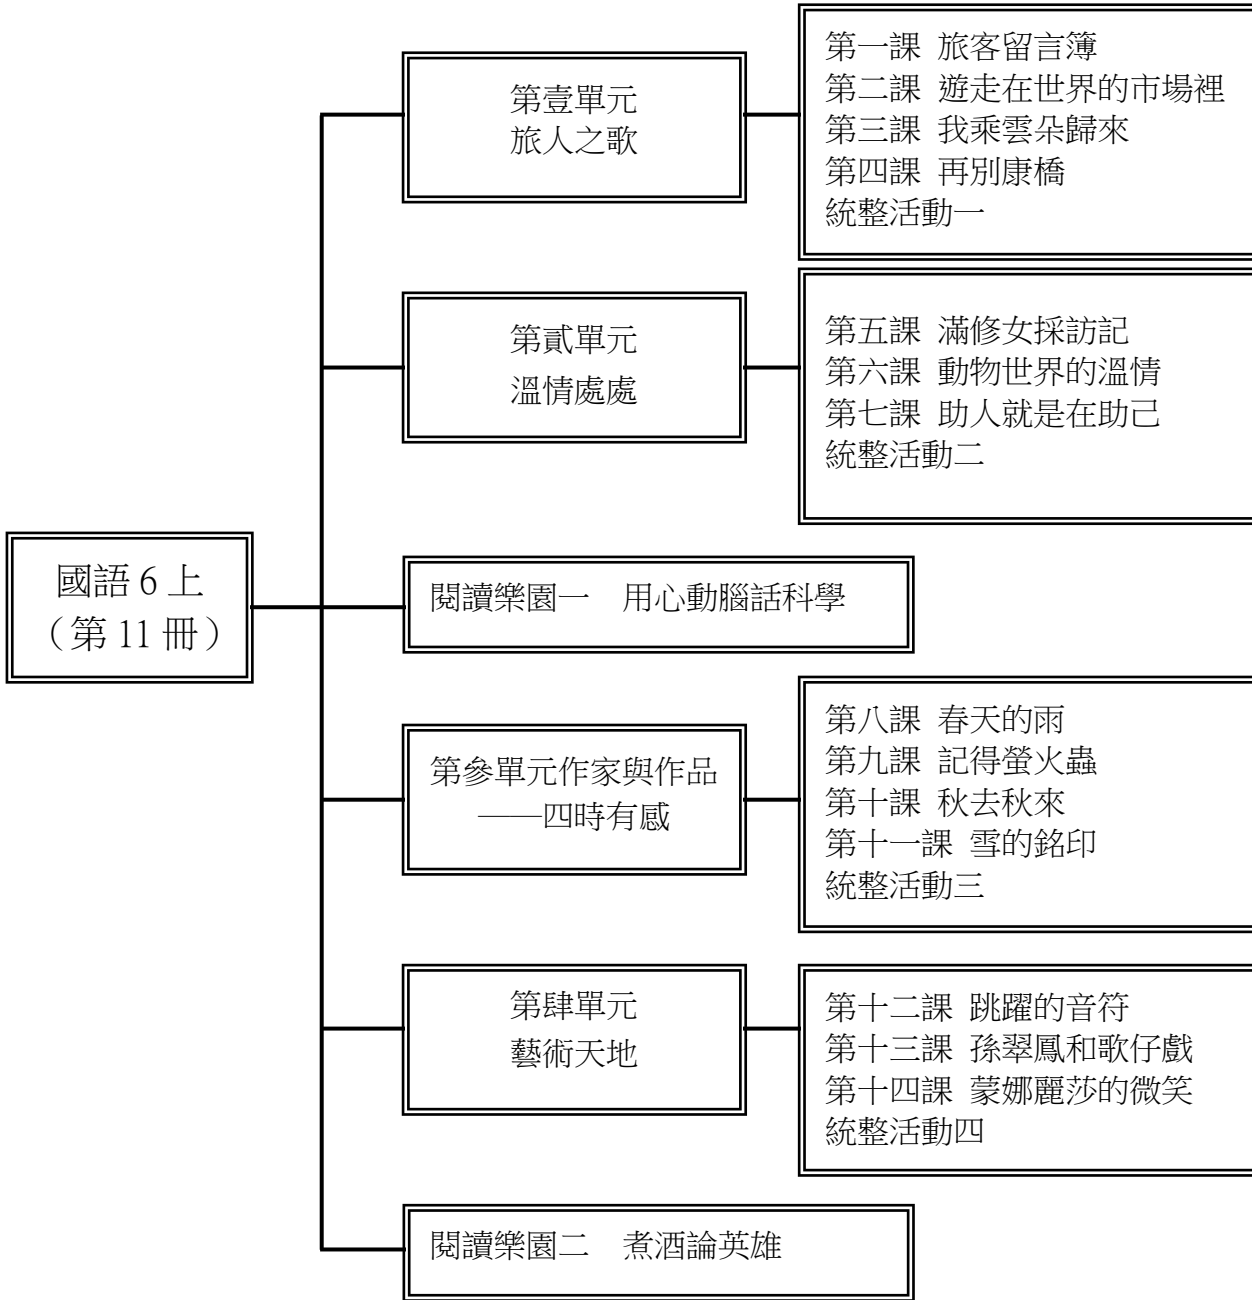 國語 6 上
（第 11 冊）
第壹單元
旅人之歌
第一課 旅客留言簿
第二課 遊走在世界的市場裡
第三課 我乘雲朵歸來
第四課 再別康橋
統整活動一
第貳單元
溫情處處
第五課 滿修女採訪記
第六課 動物世界的溫情
第七課 助人就是在助己
統整活動二
閱讀樂園一　用心動腦話科學
第參單元作家與作品
——四時有感
第八課 春天的雨
第九課 記得螢火蟲
第十課 秋去秋來
第十一課 雪的銘印
統整活動三
第肆單元
藝術天地
第十二課 跳躍的音符
第十三課 孫翠鳳和歌仔戲
第十四課 蒙娜麗莎的微笑
統整活動四
閱讀樂園二　煮酒論英雄